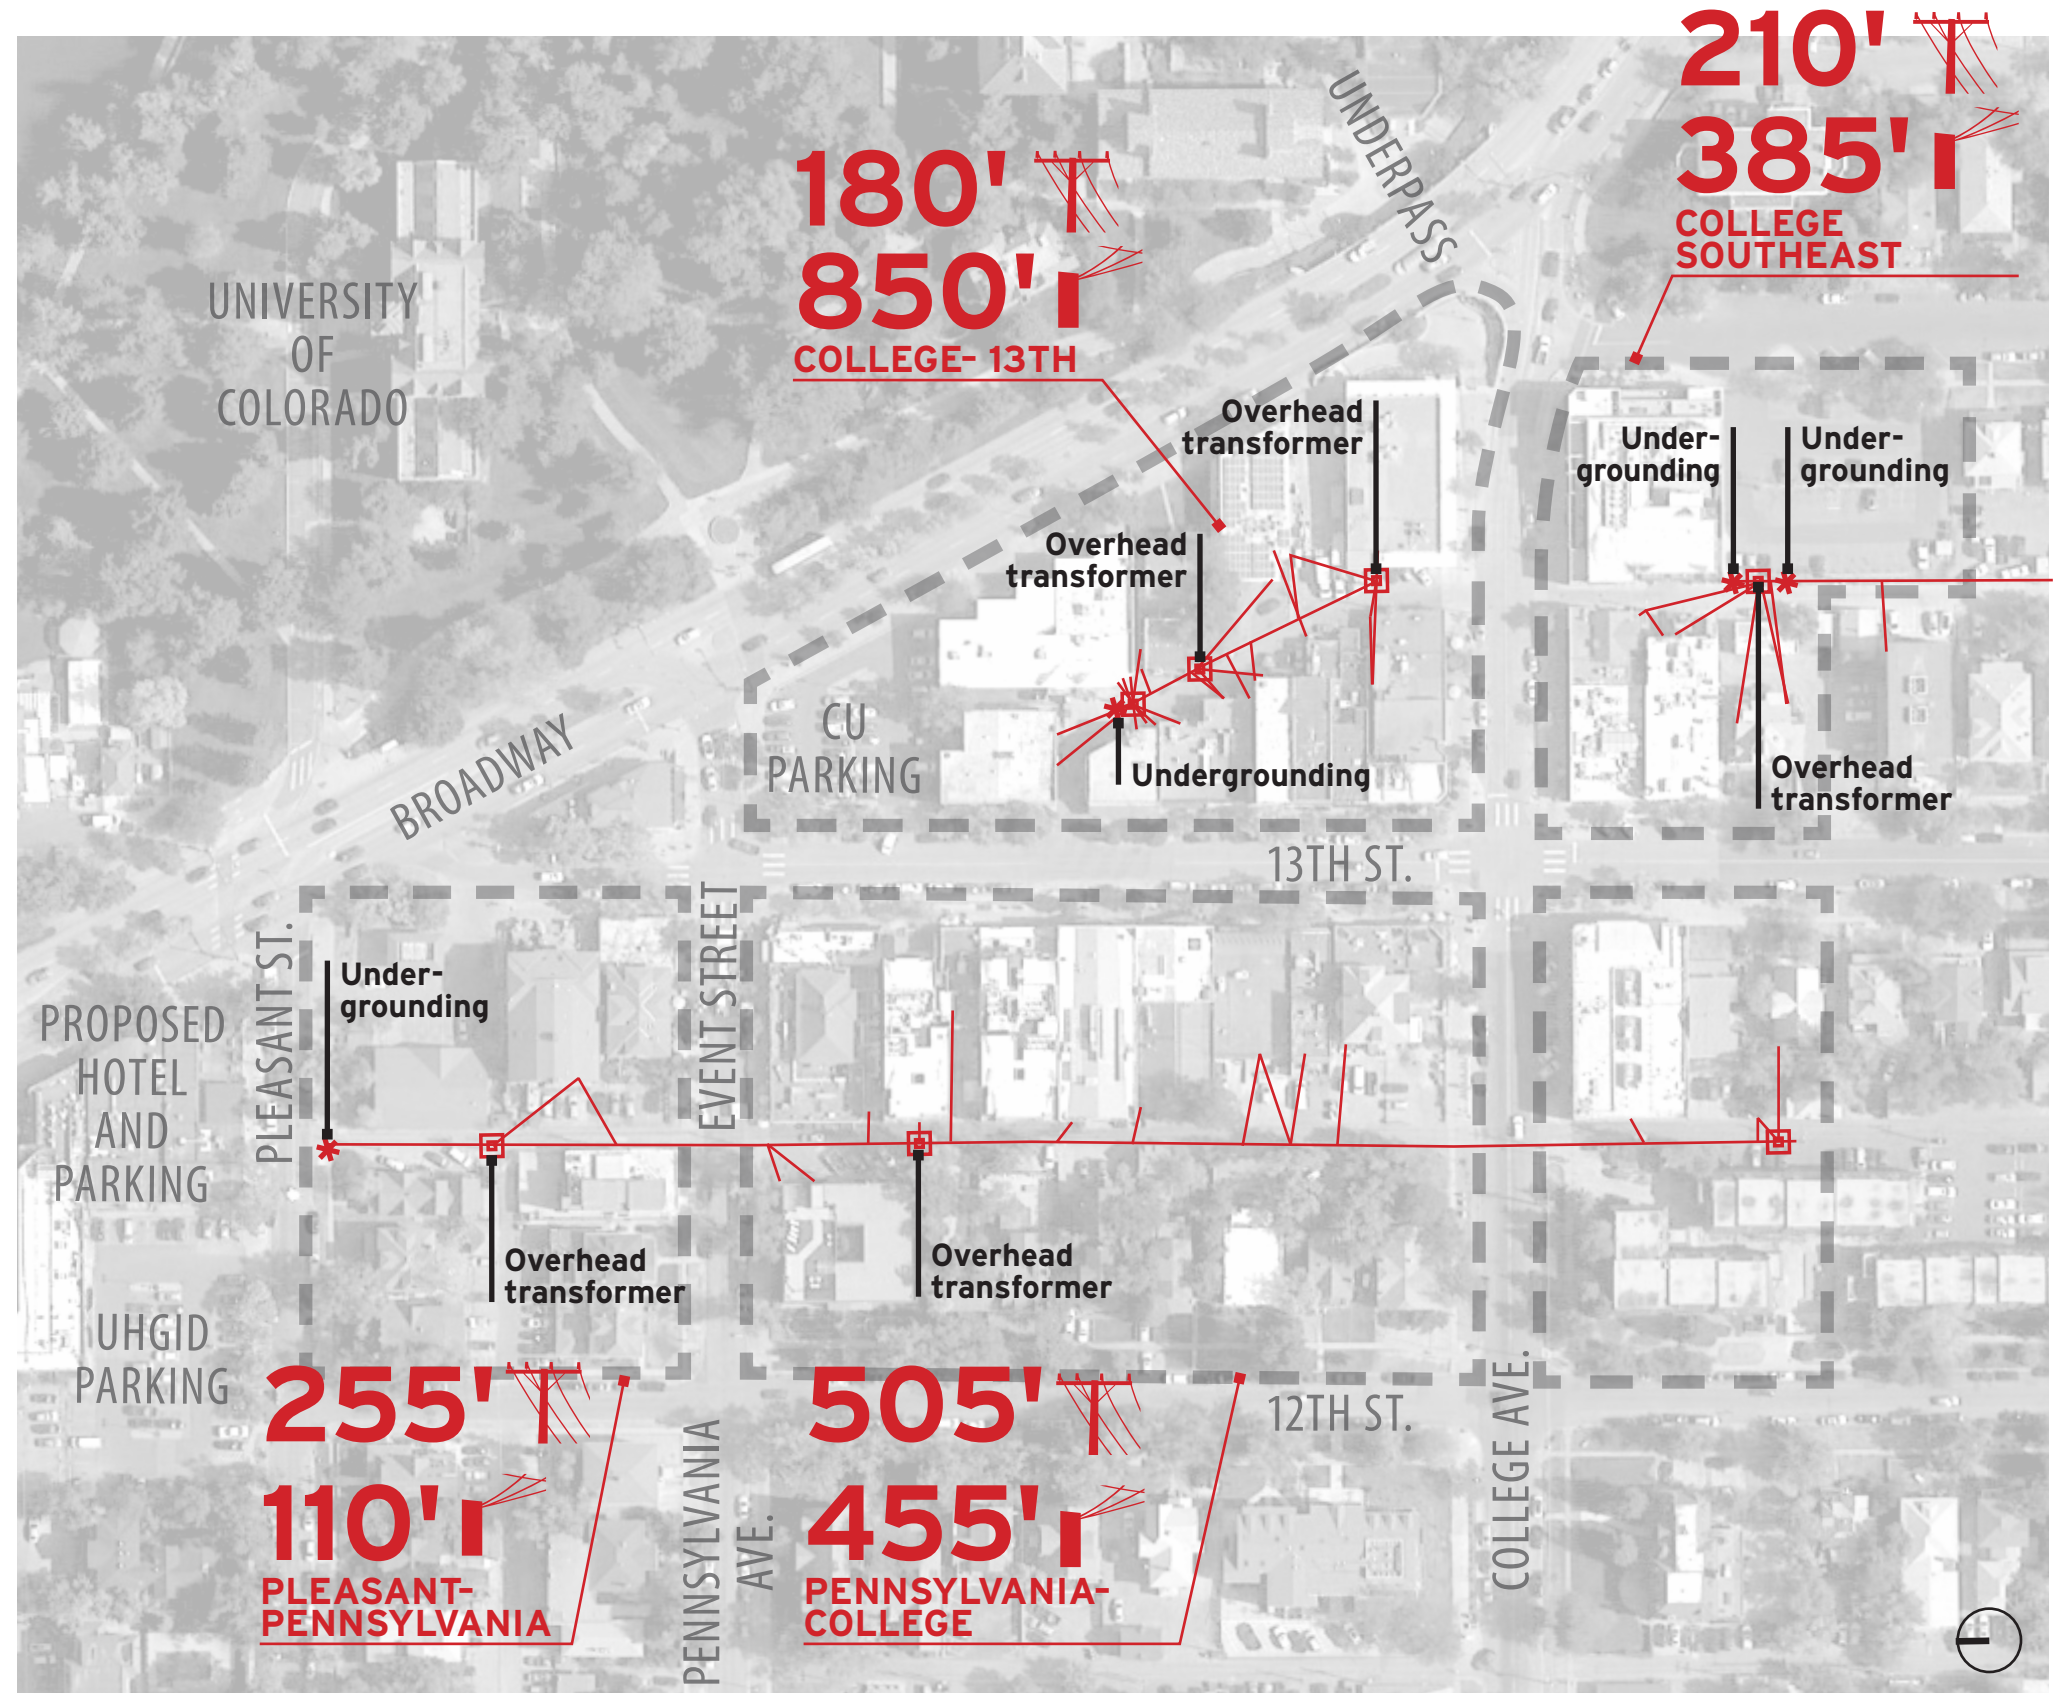 210'
385'
COLLEGE
SOUTHEAST
UNDERPASS
180'
850'
COLLEGE- 13TH
UNIVERSITY
OF
COLORADO
Overhead
transformer
Under-
grounding
Under-
grounding
Overhead
transformer
CU
PARKING
BROADWAY
Undergrounding
Overhead
transformer
13TH ST.
PLEASANT ST.
EVENT STREET
Under-
grounding
PROPOSED
HOTEL
AND
PARKING
Overhead
transformer
Overhead
transformer
UHGID
PARKING
255'
110'
PLEASANT-
PENNSYLVANIA
PENNSYLVANIA
AVE.
505'
455'
PENNSYLVANIA-
COLLEGE
12TH ST.
COLLEGE AVE.